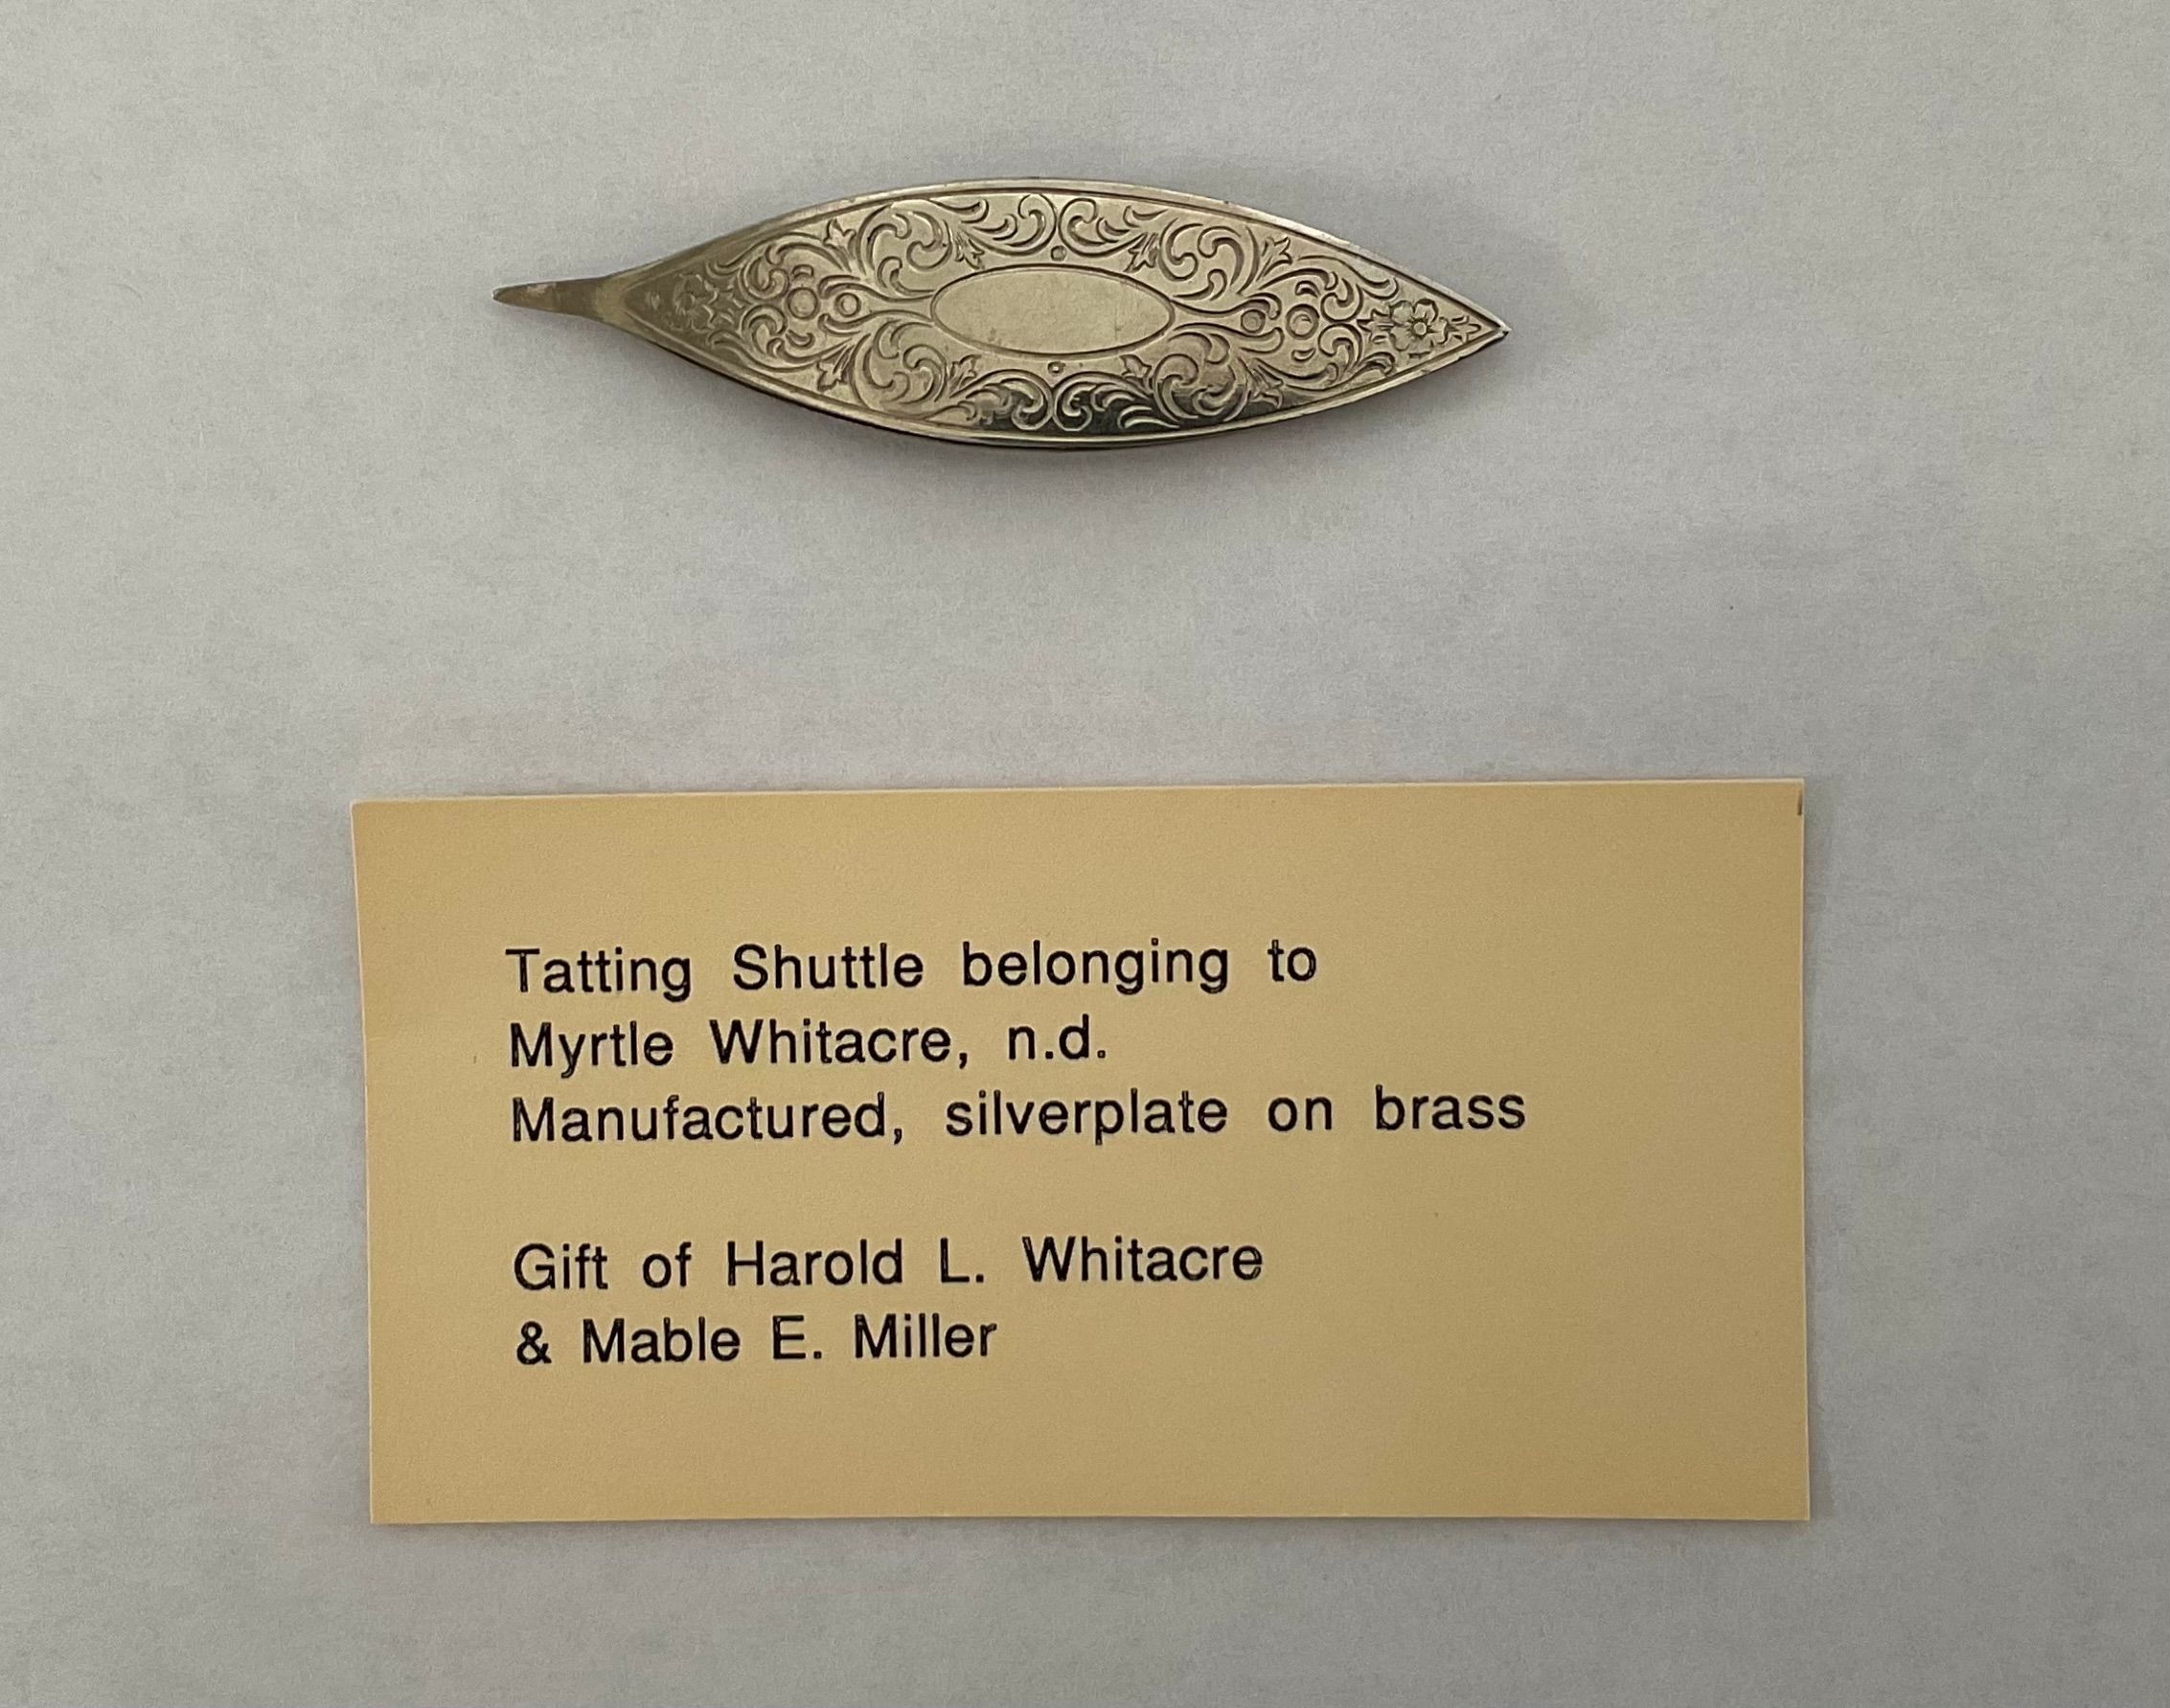 Tatting Shuttle belonging to
Myrtle Whitacre, n.d.
Manufactured, silverplate on brass
Gift of Harold L. Whitacre
& Mable E. Miller